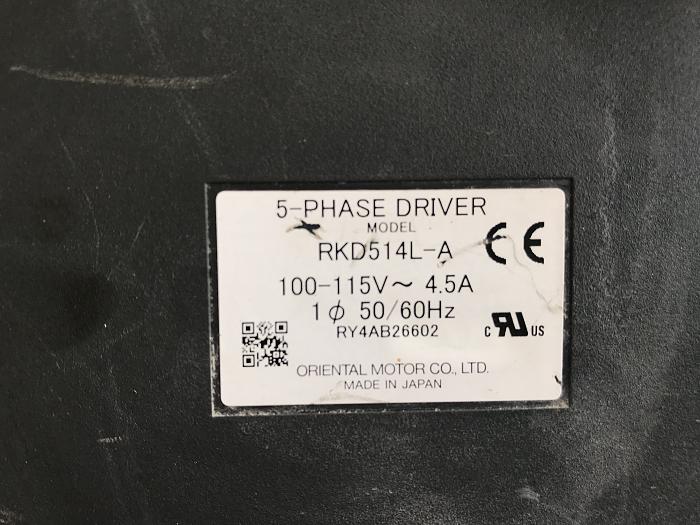 5-PHASE DRIVER
MODEL
RKD514L-A
CE
100-115V～ 4.5A
1ϕ 50/60Hz
RY4AB26602
c RU US
ORIENTAL MOTOR CO., LTD.
MADE IN JAPAN